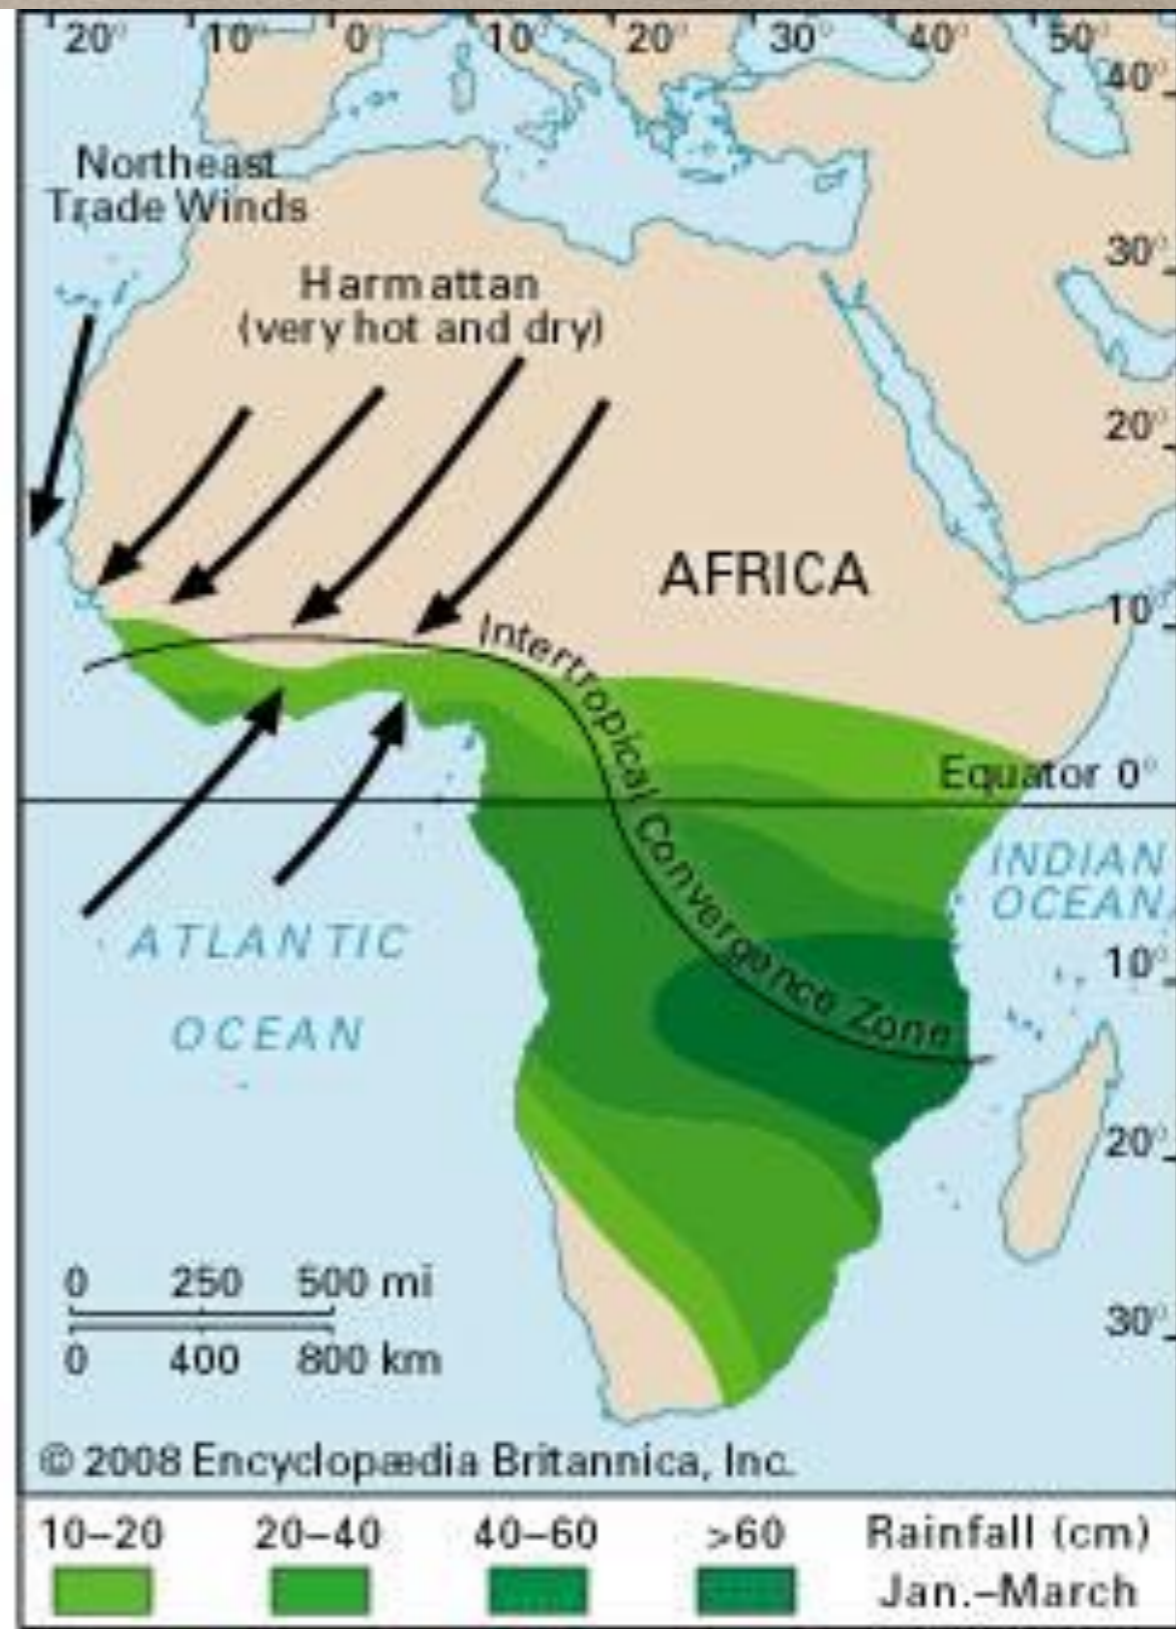 20° 10° 0° 10° 20° 30° 40° 50°
40°
Northeast
Trade Winds
30°
Harmattan
(very hot and dry)
20°
AFRICA
10°
Intertropical Convergence Zone
Equator 0°
INDIAN
OCEAN
ATLANTIC
OCEAN
10°
20°
0 250 500 mi
0 400 800 km
30°
© 2008 Encyclopædia Britannica, Inc.
10–20 20–40 40–60 >60 Rainfall (cm)
Jan.–March